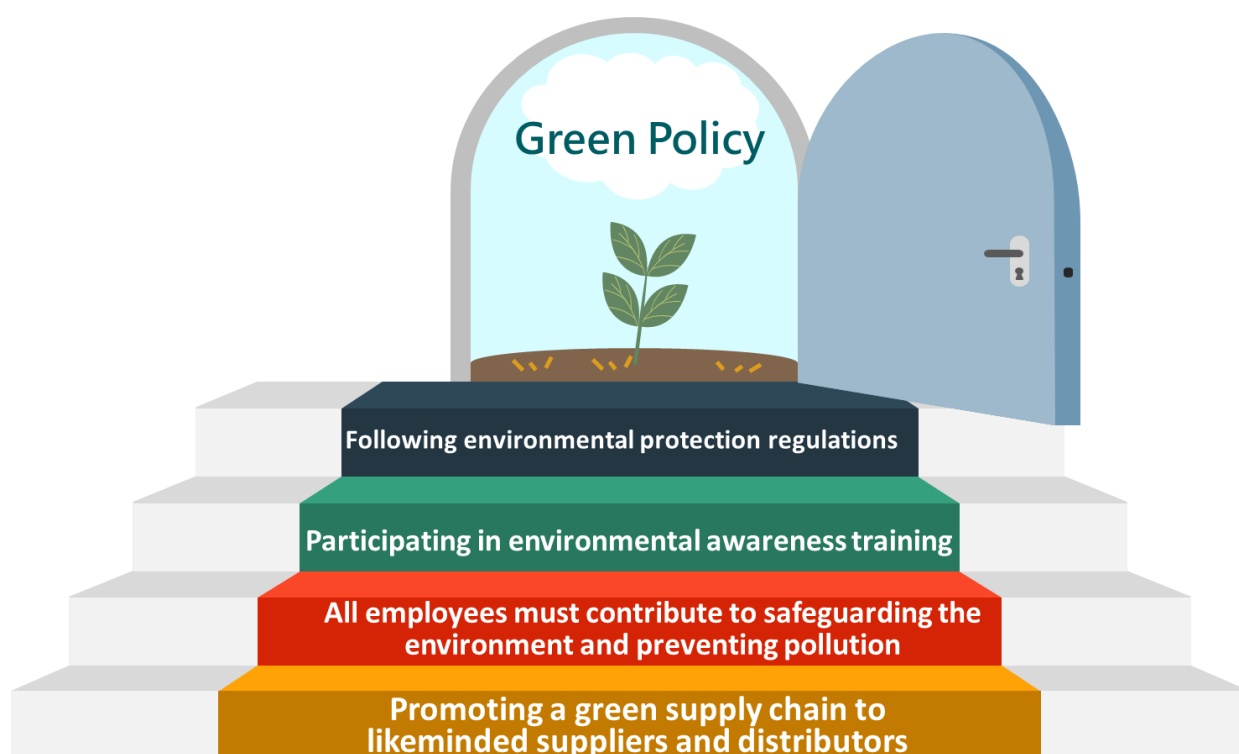 Green Policy
Following environmental protection regulations
Participating in environmental awareness training
All employees must contribute to safeguarding the
environment and preventing pollution
Promoting a green supply chain to
likeminded suppliers and distributors